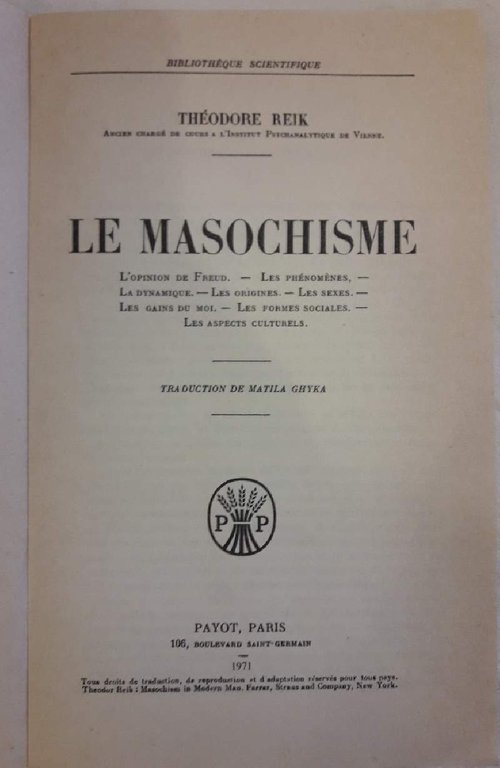 BIBLIOTHÈQUE SCIENTIFIQUE
THÉODORE REIK
ANCIEN CHARGÉ DE COURS A L'INSTITUT PSYCHANALYTIQUE DE VIENNE.
LE MASOCHISME
L'OPINION DE FREUD. — LES PHÉNOMÈNES. —
LA DYNAMIQUE. — LES ORIGINES. — LES SEXES. —
LES GAINS DU MOI. — LES FORMES SOCIALES. —
LES ASPECTS CULTURELS.
TRADUCTION DE MATILA GHYKA
P P
PAYOT, PARIS
106, BOULEVARD SAINT-GERMAIN
1971
Tous droits de traduction, de reproduction et d'adaptation réservés pour tous pays.
Theodor Reik : Masochism in Modern Man. Farrar, Straus and Company, New York.